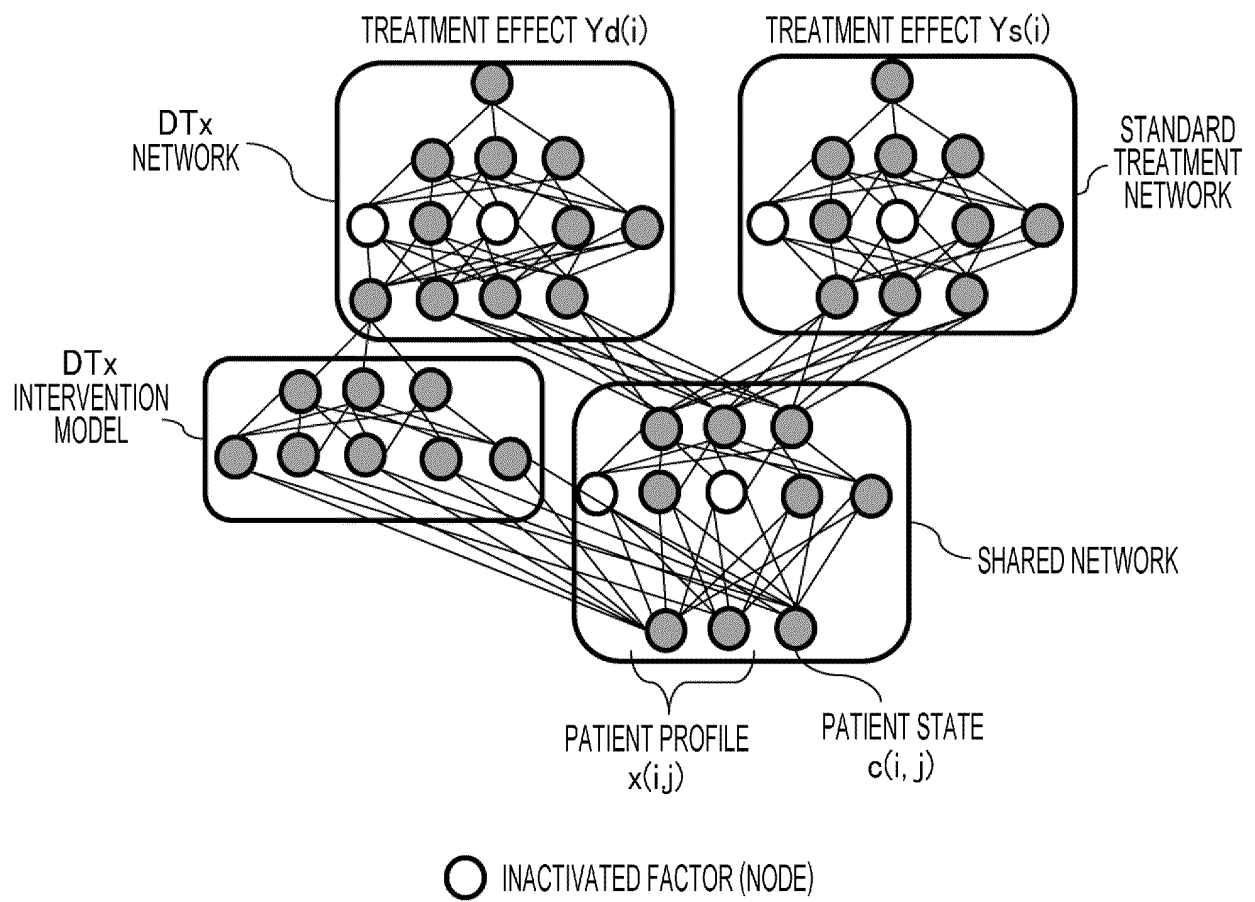 TREATMENT EFFECT Yd(i)
TREATMENT EFFECT Ys(i)
DTx
NETWORK
STANDARD
TREATMENT
NETWORK
DTx
INTERVENTION
MODEL
SHARED NETWORK
PATIENT PROFILE
x(i,j)
PATIENT STATE
c(i, j)
INACTIVATED FACTOR (NODE)